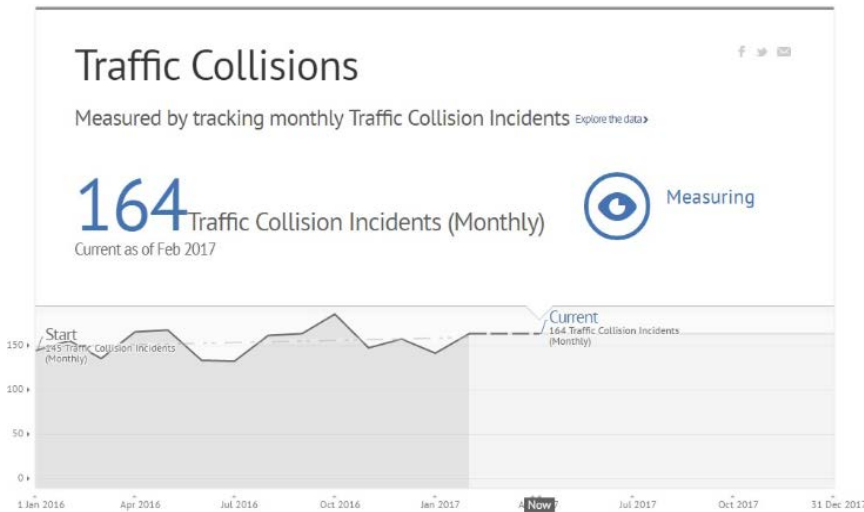 Traffic Collisions
Measured by tracking monthly Traffic Collision Incidents Explore the data
164 Traffic Collision Incidents (Monthly)
Current as of Feb 2017
Measuring
Start
145 Traffic Collision Incidents
(Monthly)
Current
164 Traffic Collision Incidents
(Monthly)
150
100
50
0
1 Jan 2016 Apr 2016 Jul 2016 Oct 2016 Jan 2017 Now Jul 2017 Oct 2017 31 Dec 2017